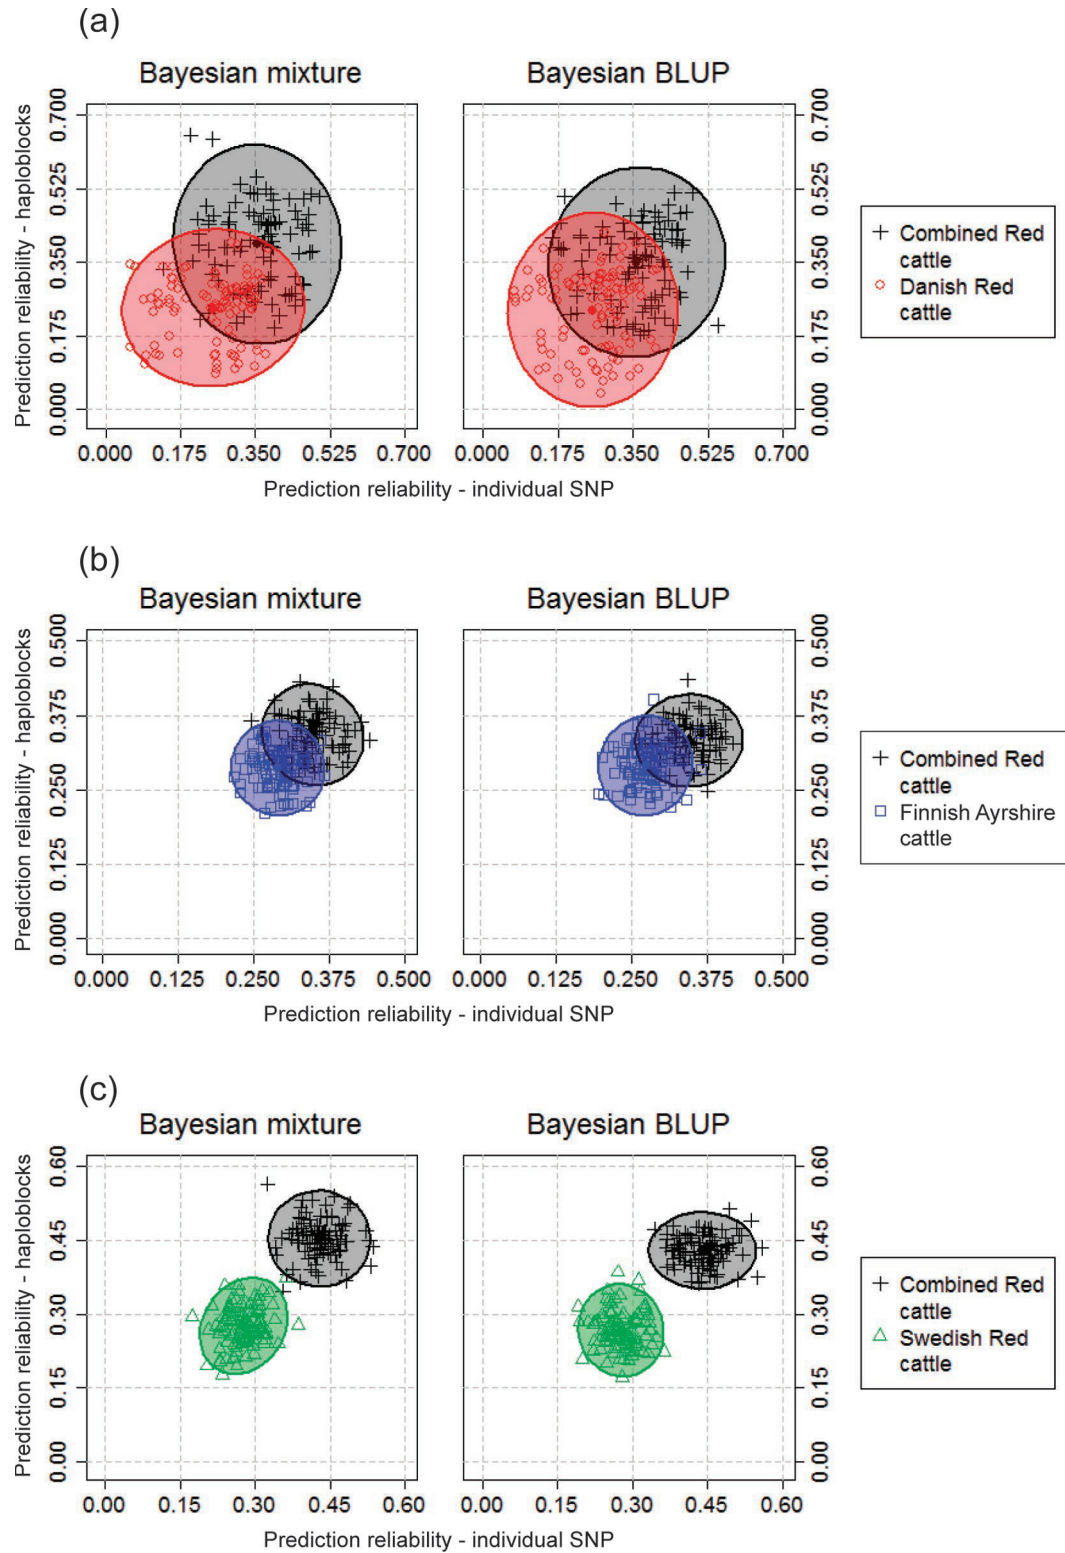 (a)
Bayesian mixture
Bayesian BLUP
Prediction reliability - haploblocks
0.000 0.175 0.350 0.525 0.700
0.000 0.175 0.350 0.525 0.700
0.000 0.175 0.350 0.525 0.700
0.000 0.175 0.350 0.525 0.700
Prediction reliability - individual SNP
Combined Red
cattle
Danish Red
cattle
(b)
Bayesian mixture
Bayesian BLUP
Prediction reliability - haploblocks
0.000 0.125 0.250 0.375 0.500
0.000 0.125 0.250 0.375 0.500
0.000 0.125 0.250 0.375 0.500
0.000 0.125 0.250 0.375 0.500
Prediction reliability - individual SNP
Combined Red
cattle
Finnish Ayrshire
cattle
(c)
Bayesian mixture
Bayesian BLUP
Prediction reliability - haploblocks
0.00 0.15 0.30 0.45 0.60
0.00 0.15 0.30 0.45 0.60
0.00 0.15 0.30 0.45 0.60
0.00 0.15 0.30 0.45 0.60
Prediction reliability - individual SNP
Combined Red
cattle
Swedish Red
cattle